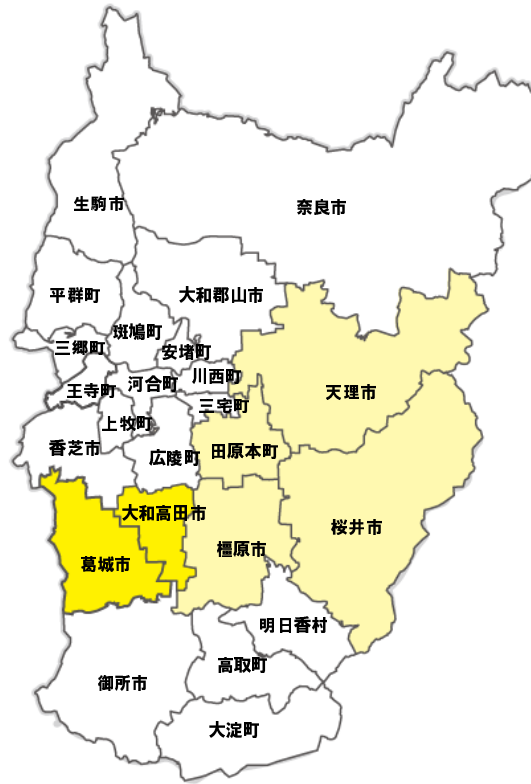 生駒市
奈良市
平群町
大和郡山市
斑鳩町
三郷町
安堵町
川西町
河合町
王寺町
天理市
三宅町
上牧町
香芝市
広陵町
田原本町
大和高田市
桜井市
橿原市
葛城市
明日香村
高取町
御所市
大淀町